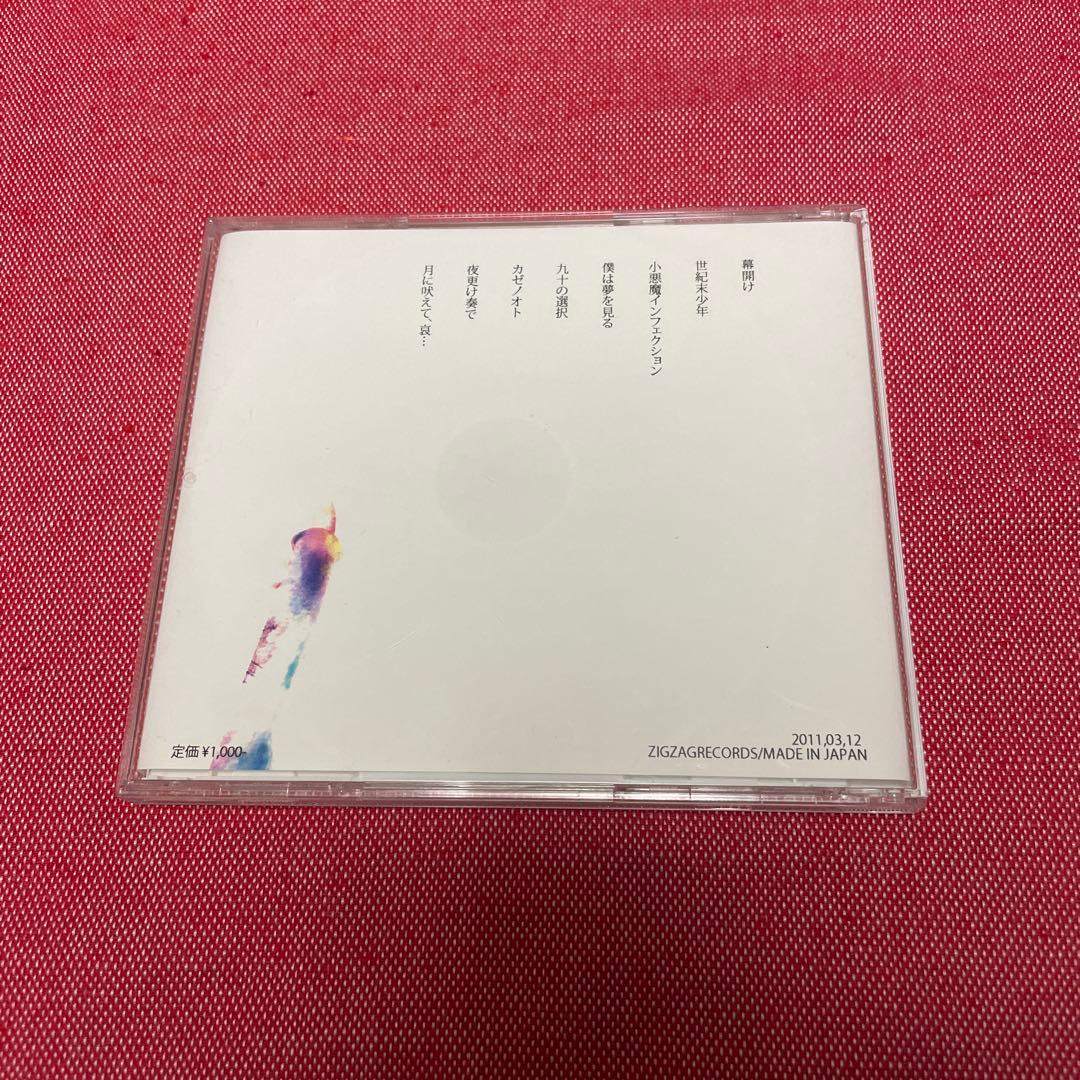 幕開け
世紀末少年
小悪魔インフェクション
僕は夢を見る
九十の選択
カゼノオト
夜更け奏で
月に吠えて、哀…
定価 ¥1,000-
2011,03,12
ZIGZAGRECORDS/MADE IN JAPAN